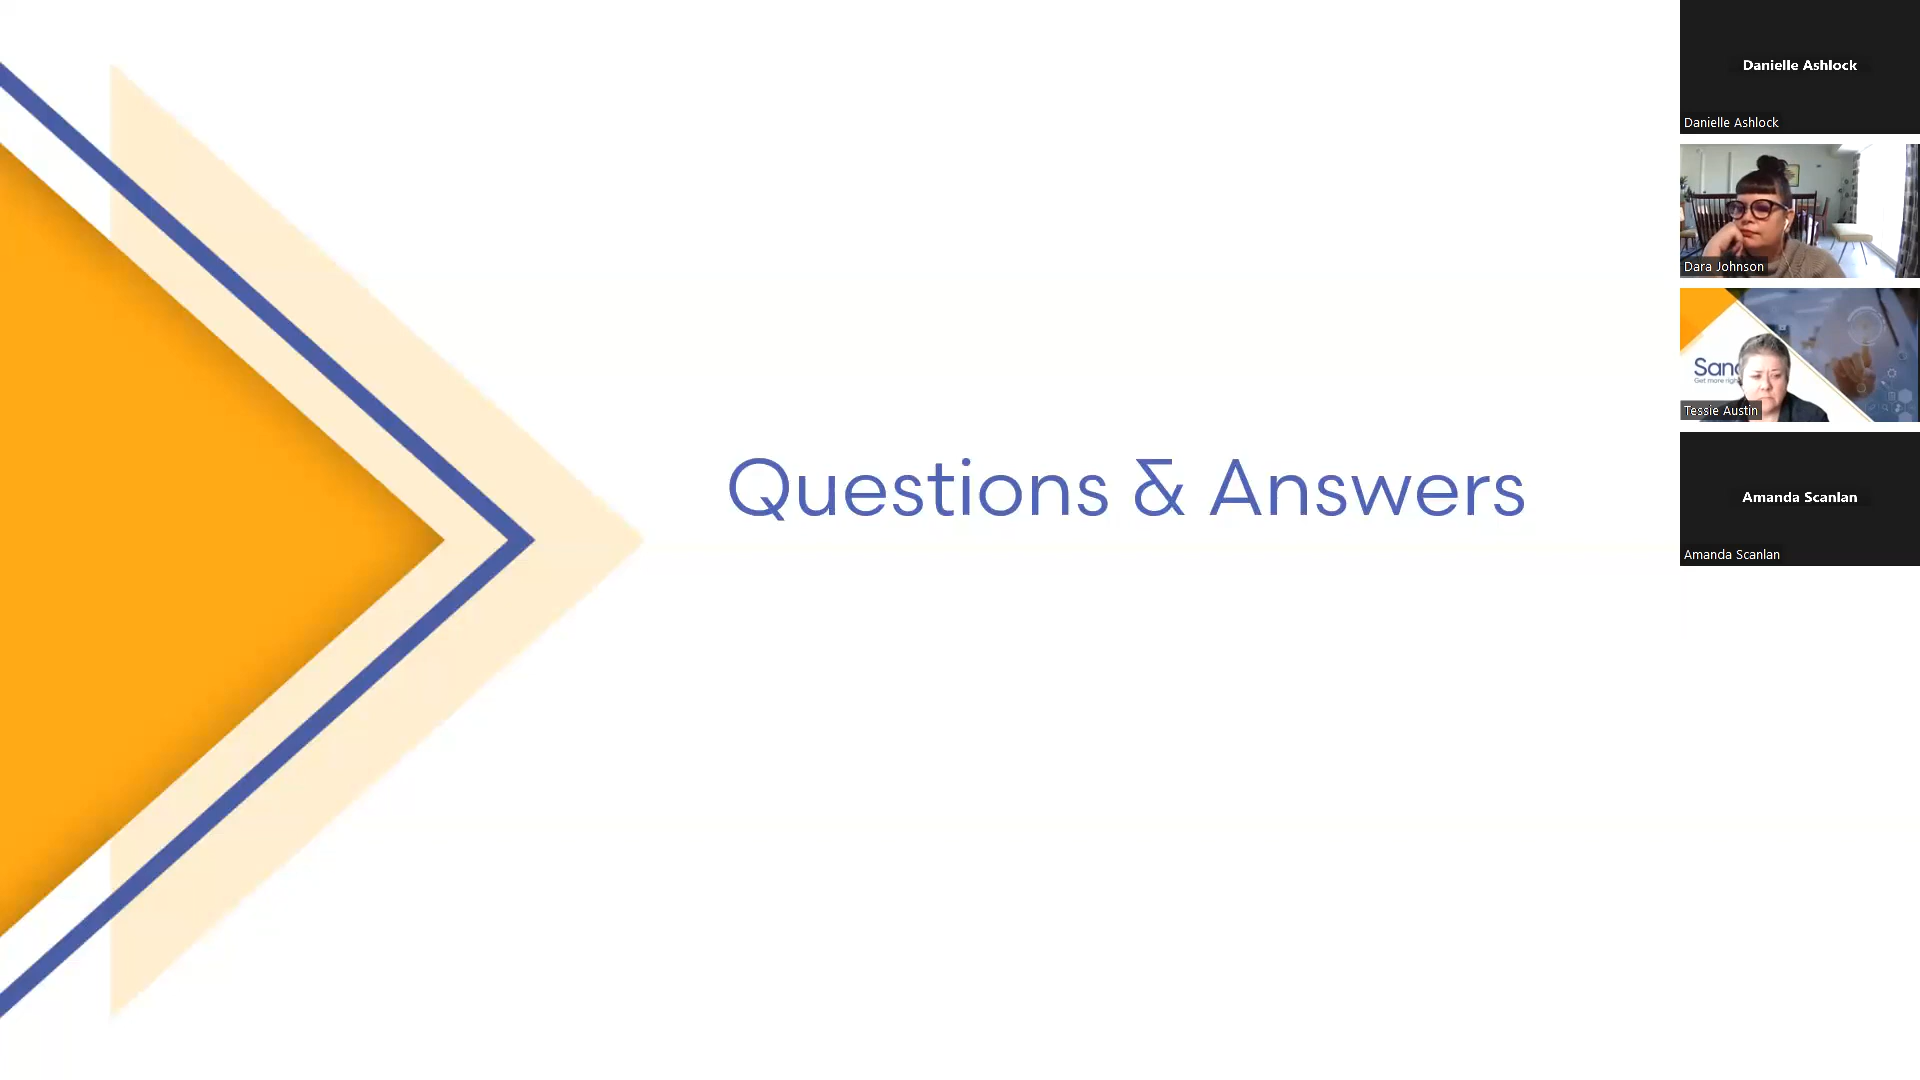 Questions & Answers
Danielle Ashlock
Danielle Ashlock
Dara Johnson
Tessie Austin
Amanda Scanlan
Amanda Scanlan